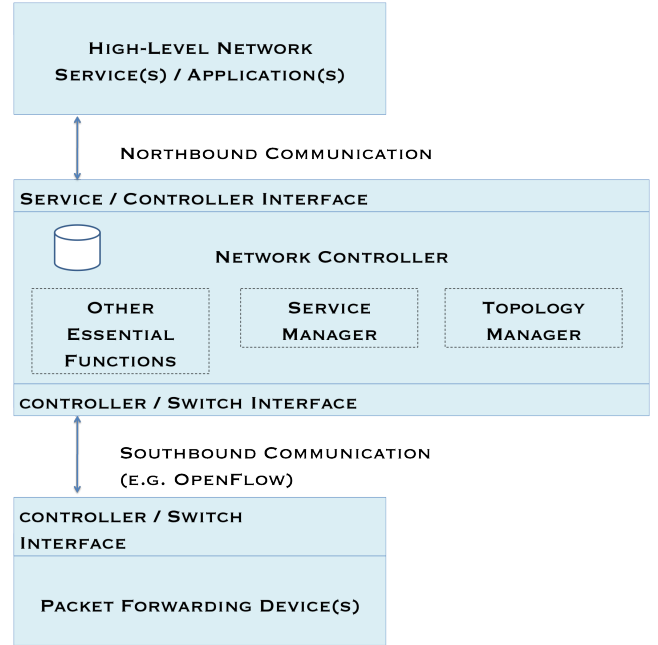 High-Level Network
Service(s) / Application(s)
Northbound Communication
Service / Controller Interface
Network Controller
Other
Essential
Functions
Service
Manager
Topology
Manager
controller / Switch Interface
Southbound Communication
(e.g. OpenFlow)
controller / Switch
Interface
Packet Forwarding Device(s)